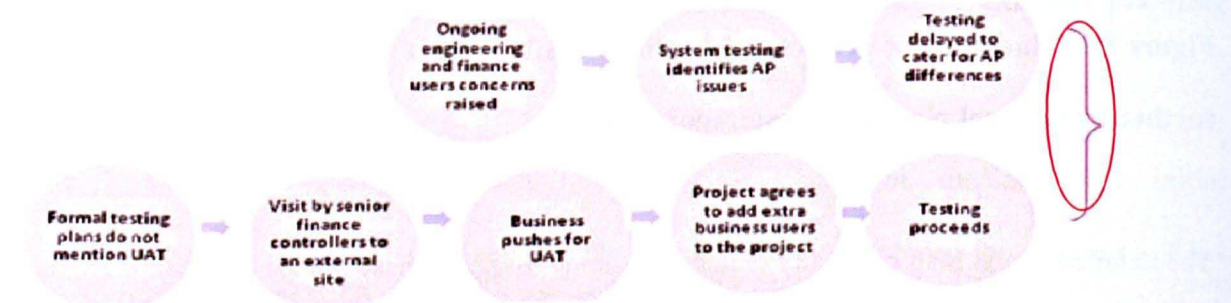 Ongoing
engineering
and finance
users concerns
raised
System testing
identifies AP
issues
Testing
delayed to
cater for AP
differences
Formal testing
plans do not
mention UAT
Visit by senior
finance
controllers to
an external
site
Business
pushes for
UAT
Project agrees
to add extra
business users
to the project
Testing
proceeds